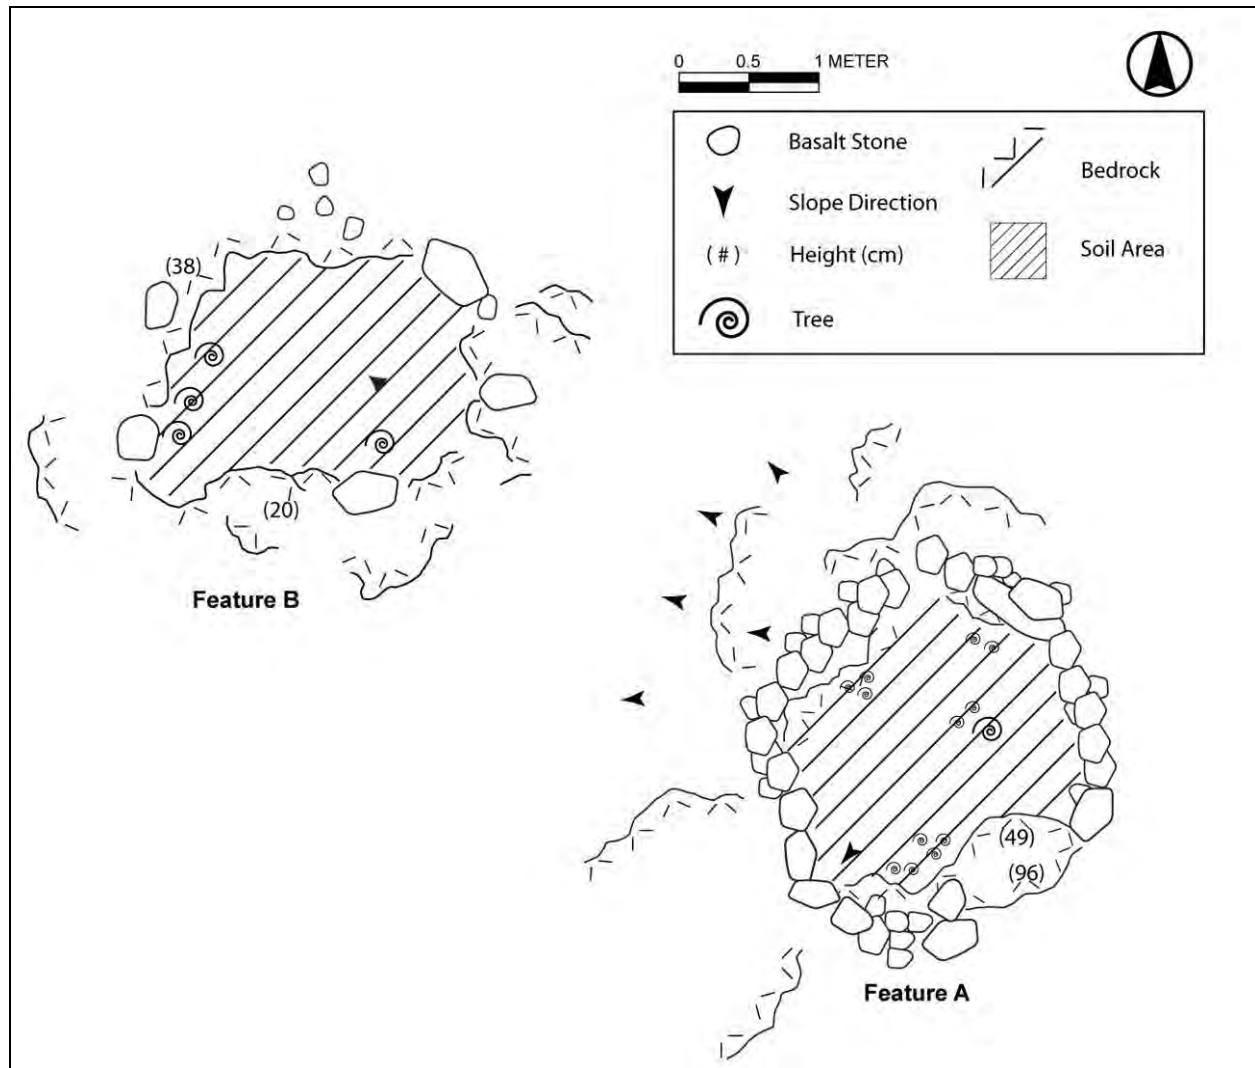 0 0.5 1 METER
Basalt Stone
Bedrock
Slope Direction
( # ) Height (cm)
Soil Area
Tree
(38)
(20)
Feature B
(49)
(96)
Feature A